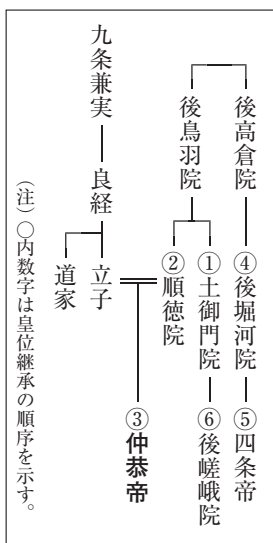 後高倉院
④後堀河院
⑤四条帝
後鳥羽院
①土御門院
⑥後嵯峨院
②順徳院
③仲恭帝
九条兼実
良経
立子
道家
(注)○内数字は皇位継承の順序を示す。